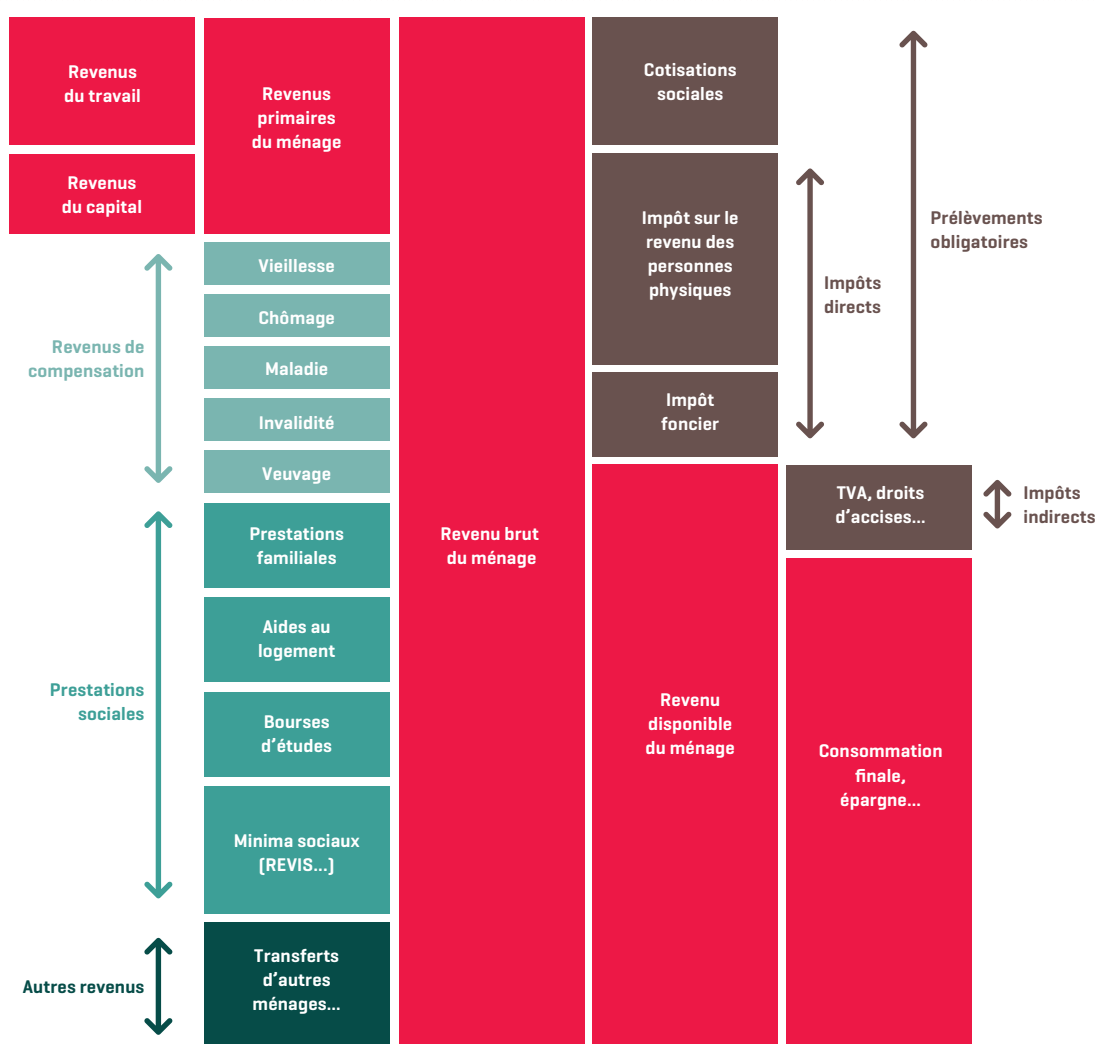 Revenus
du travail
Revenus
du capital
Revenus de
compensation
Prestations
sociales
Autres revenus
Revenus
primaires
du ménage
Vieillesse
Chômage
Maladie
Invalidité
Veuvage
Prestations
familiales
Aides au
logement
Bourses
d’études
Minima sociaux
(REVIS...)
Transferts
d’autres
ménages...
Revenu brut
du ménage
Cotisations
sociales
Impôt sur le
revenu des
personnes
physiques
Impôt
foncier
Revenu
disponible
du ménage
Impôts
directs
Prélèvements
obligatoires
TVA, droits
d’accises...
Impôts
indirects
Consommation
finale,
épargne...